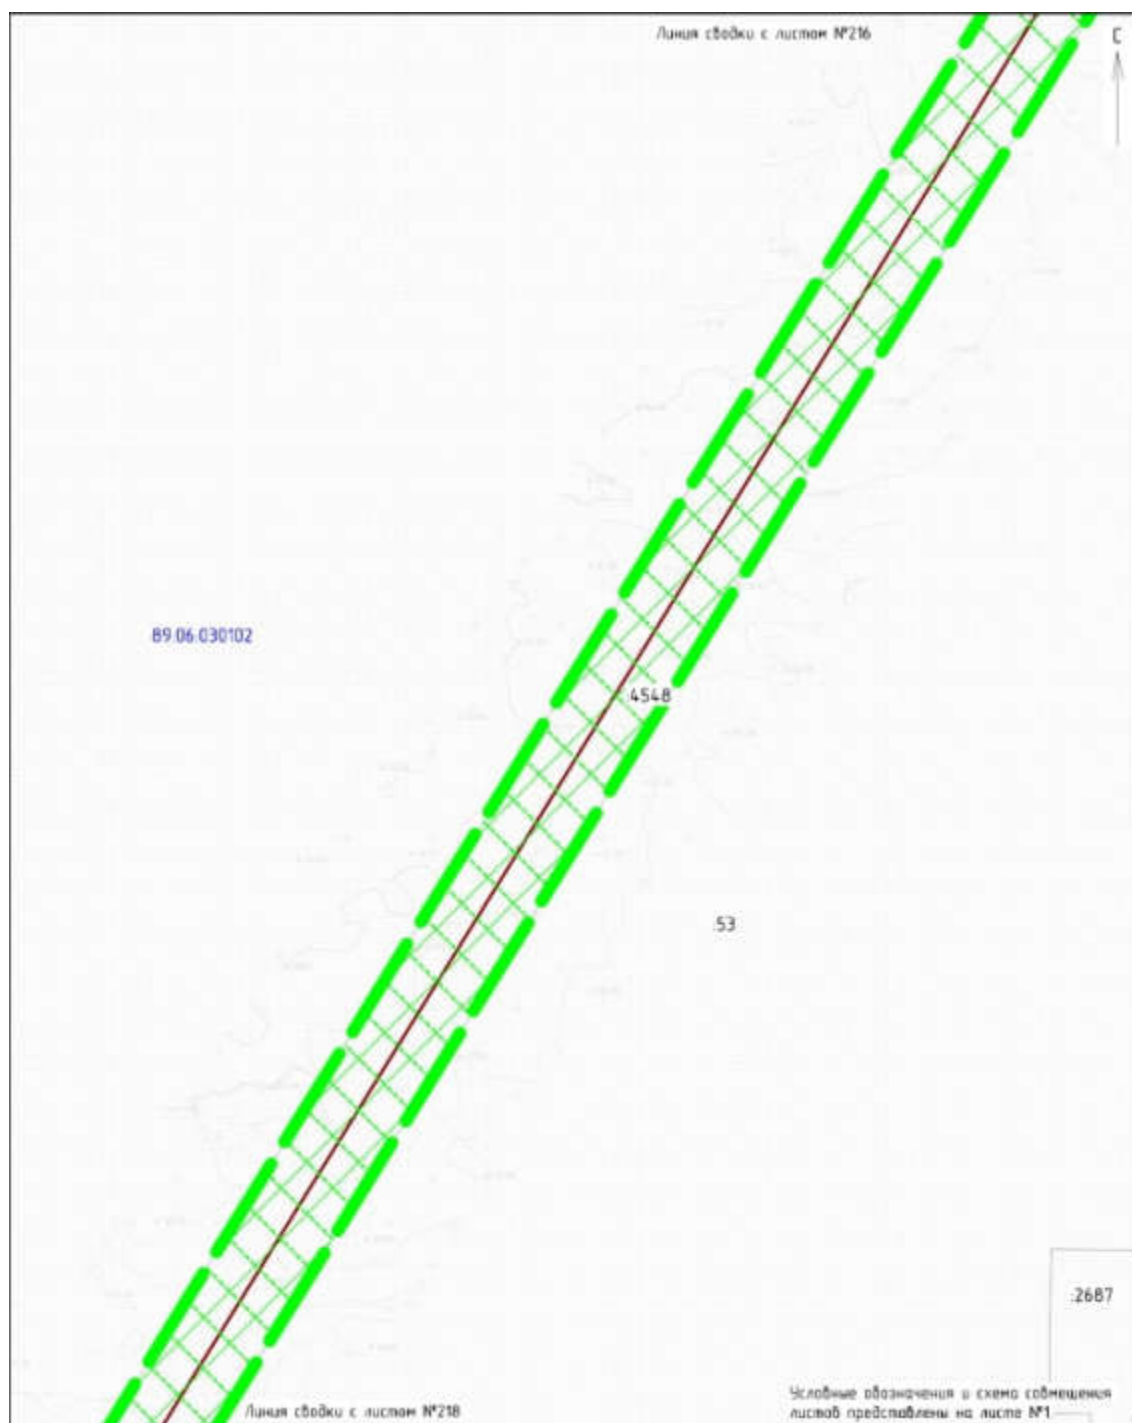 Линия сводки с листом №216
С
89:06:030102
:4548
:53
:2687
Линия сводки с листом №218
Условные обозначения и схема совмещения
листов представлены на листе №1